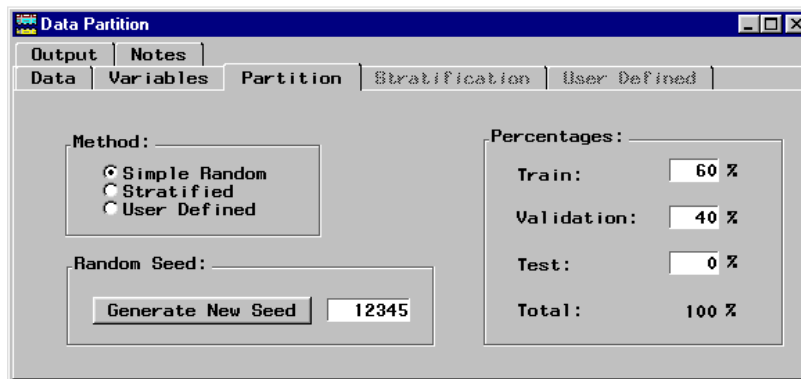 Data Partition
Output Notes
Data Variables Partition Stratification User Defined
Method:
Simple Random
Stratified
User Defined
Random Seed:
Generate New Seed 12345
Percentages:
Train: 60 %
Validation: 40 %
Test: 0 %
Total: 100 %